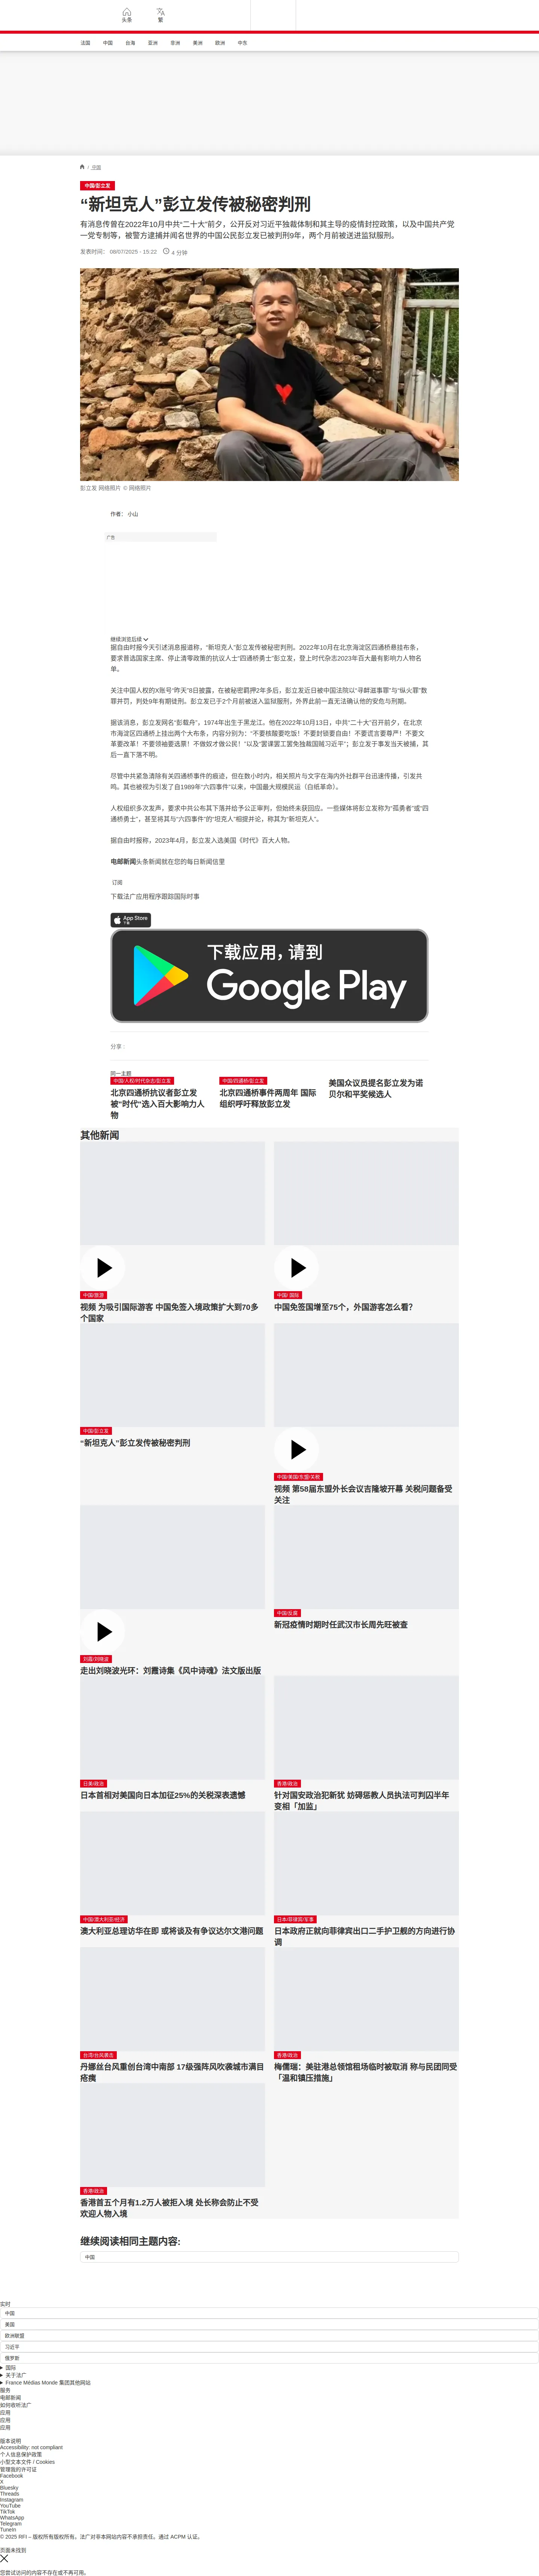 头条
繁
法国
中国
台海
亚洲
非洲
美洲
欧洲
中东
/ 中国
中国/彭立发
“新坦克人”彭立发传被秘密判刑
有消息传曾在2022年10月中共“二十大”前夕，公开反对习近平独裁体制和其主导的疫情封控政策，以及中国共产党一党专制等，被警方逮捕并闻名世界的中国公民彭立发已被判刑9年，两个月前被送进监狱服刑。
发表时间： 08/07/2025 - 15:22 4 分钟
彭立发 网络照片 © 网络照片
作者： 小山
广告
继续浏览后续
据自由时报今天引述消息报道称，“新坦克人”彭立发传被秘密判刑。2022年10月在北京海淀区四通桥悬挂布条，要求普选国家主席、停止清零政策的抗议人士“四通桥勇士”彭立发，登上时代杂志2023年百大最有影响力人物名单。
关注中国人权的X账号“昨天”8日披露，在被秘密羁押2年多后，彭立发近日被中国法院以“寻衅滋事罪”与“纵火罪”数罪并罚，判处9年有期徒刑。彭立发已于2个月前被送入监狱服刑，外界此前一直无法确认他的安危与刑期。
据该消息，彭立发网名“彭载舟”，1974年出生于黑龙江。他在2022年10月13日，中共“二十大”召开前夕，在北京市海淀区四通桥上挂出两个大布条，内容分别为：“不要核酸要吃饭！不要封锁要自由！不要谎言要尊严！不要文革要改革！不要领袖要选票！不做奴才做公民！”以及“罢课罢工罢免独裁国贼习近平”；彭立发于事发当天被捕，其后一直下落不明。
尽管中共紧急清除有关四通桥事件的痕迹，但在数小时内，相关照片与文字在海内外社群平台迅速传播，引发共鸣。其也被视为引发了自1989年“六四事件”以来，中国最大规模民运（白纸革命）。
人权组织多次发声，要求中共公布其下落并给予公正审判，但始终未获回应。一些媒体将彭立发称为“孤勇者”或“四通桥勇士”，甚至将其与“六四事件”的“坦克人”相提并论，称其为“新坦克人”。
据自由时报称，2023年4月，彭立发入选美国《时代》百大人物。
电邮新闻头条新闻就在您的每日新闻信里
订阅
下载法广应用程序跟踪国际时事
App Store
下载应用, 请到
Google Play
分享 :
同一主题
中国/人权/时代杂志/彭立发
北京四通桥抗议者彭立发被“时代”选入百大影响力人物
中国/四通桥/彭立发
北京四通桥事件两周年 国际组织呼吁释放彭立发
美国众议员提名彭立发为诺贝尔和平奖候选人
其他新闻
中国/旅游
视频 为吸引国际游客 中国免签入境政策扩大到70多个国家
中国/ 国际
中国免签国增至75个，外国游客怎么看？
中国/彭立发
“新坦克人”彭立发传被秘密判刑
中国/美国/东盟/关税
视频 第58届东盟外长会议吉隆坡开幕 关税问题备受关注
刘霞/刘晓波
走出刘晓波光环：刘霞诗集《风中诗魂》法文版出版
中国/反腐
新冠疫情时期时任武汉市长周先旺被查
日美/政治
日本首相对美国向日本加征25%的关税深表遗憾
香港/政治
针对国安政治犯新犹 妨碍惩教人员执法可判囚半年 变相「加监」
中国/澳大利亚/经济
澳大利亚总理访华在即 或将谈及有争议达尔文港问题
日本/菲律宾/军事
日本政府正就向菲律宾出口二手护卫舰的方向进行协调
台湾/台风袭击
丹娜丝台风重创台湾中南部 17级强阵风吹袭城市满目疮痍
香港/政治
梅儒瑞：美驻港总领馆租场临时被取消 称与民团同受「温和镇压措施」
香港/政治
香港首五个月有1.2万人被拒入境 处长称会防止不受欢迎人物入境
继续阅读相同主题内容:
中国
实时
中国
美国
欧洲联盟
习近平
俄罗斯
国际
关于法广
France Médias Monde 集团其他网站
服务
电邮新闻
如何收听法广
应用
应用
应用
版本说明
Accessibility: not compliant
个人信息保护政策
小型文本文件 / Cookies
管理我的许可证
Facebook
X
Bluesky
Threads
Instagram
YouTube
TikTok
WhatsApp
Telegram
TuneIn
© 2025 RFI – 版权所有版权所有。法广对非本网站内容不承担责任。通过 ACPM 认证。
页面未找到
您尝试访问的内容不存在或不再可用。